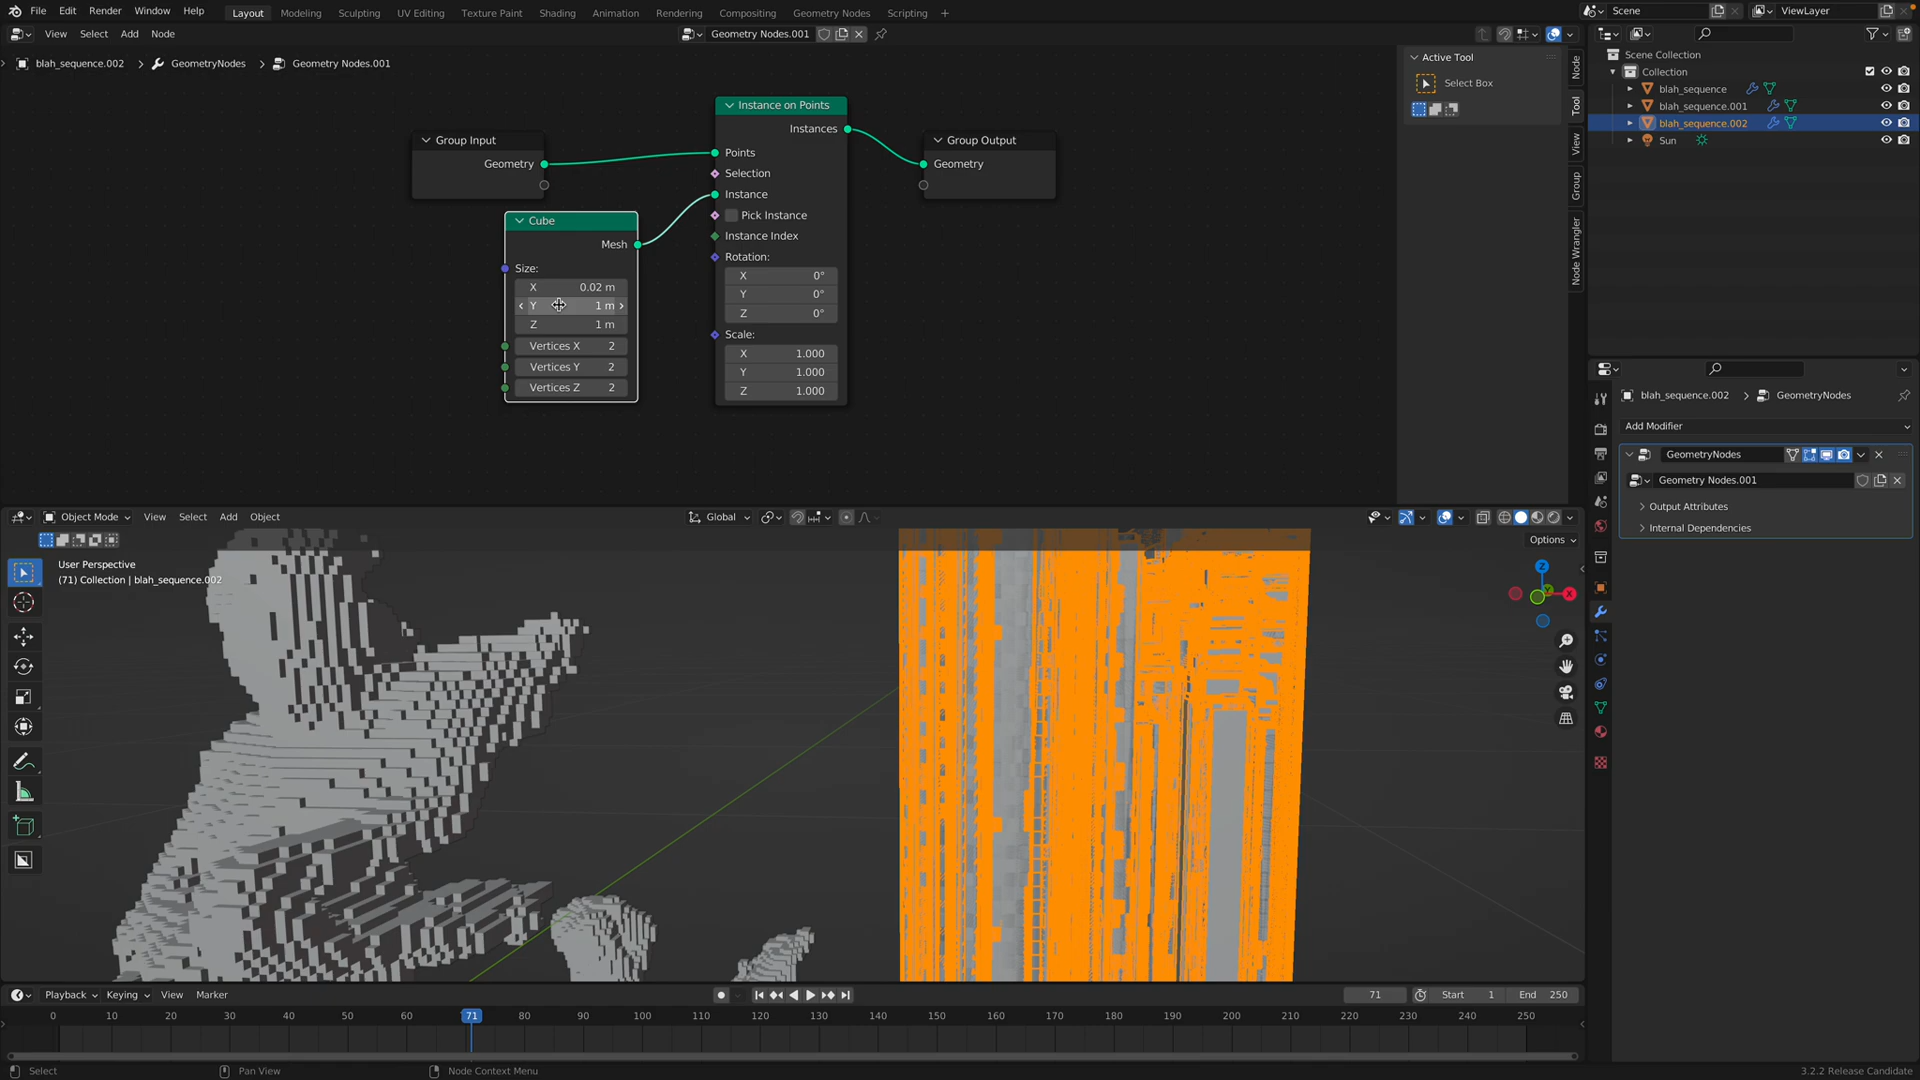 File Edit Render Window Help Layout Modeling Sculpting UV Editing Texture Paint Shading Animation Rendering Compositing Geometry Nodes Scripting + Scene ViewLayer
View Select Add Node Geometry Nodes.001
blah_sequence.002 > GeometryNodes > Geometry Nodes.001
Active Tool
Select Box
Node
Tool
View
Group
Node Wrangler
Scene Collection
Collection
blah_sequence
blah_sequence.001
blah_sequence.002
Sun
Group Input
Geometry
Cube
Mesh
Size:
X 0.02 m
Y 1 m
Z 1 m
Vertices X 2
Vertices Y 2
Vertices Z 2
Instance on Points
Instances
Points
Selection
Instance
Pick Instance
Instance Index
Rotation:
X 0°
Y 0°
Z 0°
Scale:
X 1.000
Y 1.000
Z 1.000
Group Output
Geometry
blah_sequence.002 > GeometryNodes
Add Modifier
GeometryNodes
Geometry Nodes.001
Output Attributes
Internal Dependencies
Object Mode View Select Add Object Global
Options
User Perspective
(71) Collection | blah_sequence.002
Z
X
Playback Keying View Marker 71 Start 1 End 250
0 10 20 30 40 50 60 71 80 90 100 110 120 130 140 150 160 170 180 190 200 210 220 230 240 250
Select Pan View Node Context Menu 3.2.2 Release Candidate